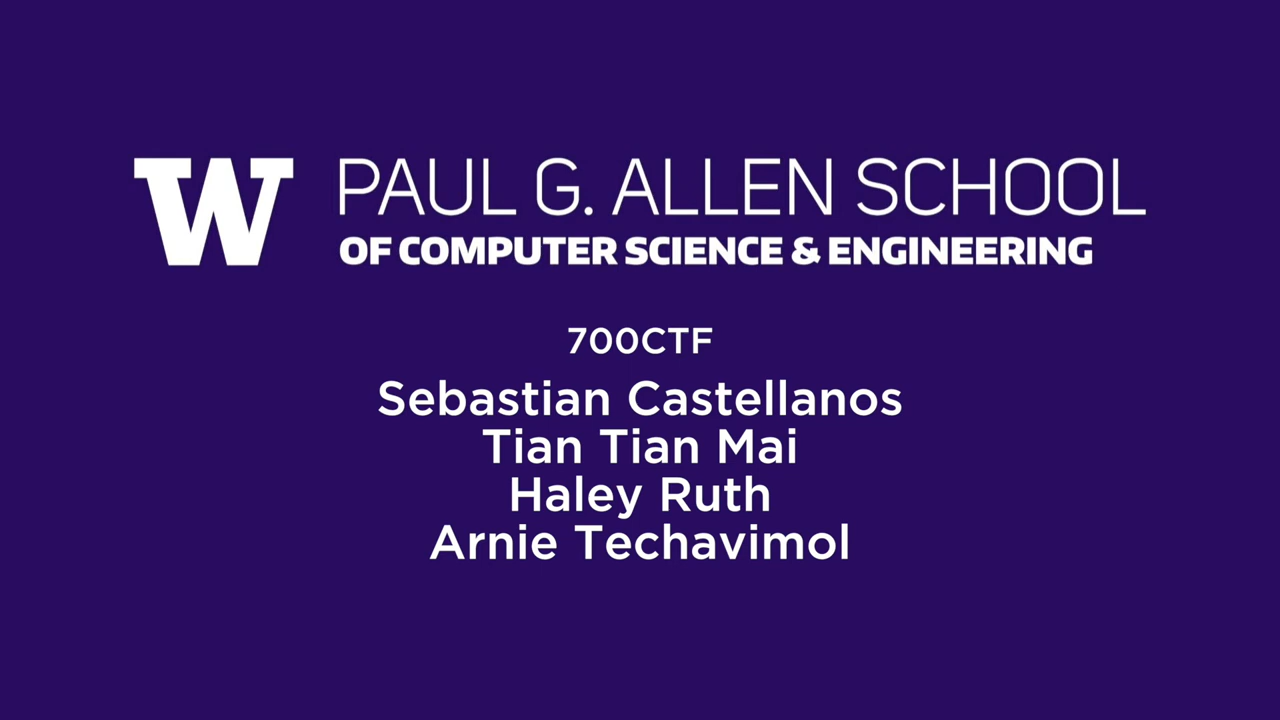 W PAUL G. ALLEN SCHOOL
OF COMPUTER SCIENCE & ENGINEERING
700CTF
Sebastian Castellanos
Tian Tian Mai
Haley Ruth
Arnie Techavimol